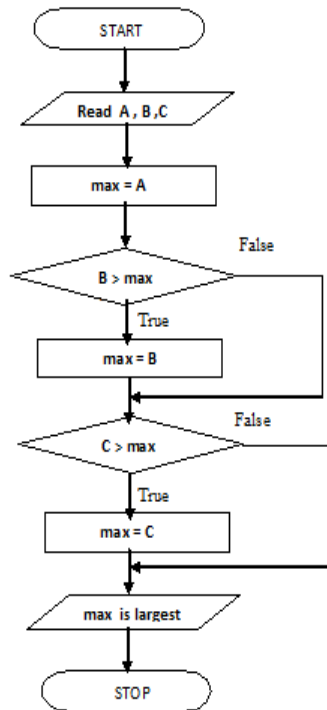 START
Read A , B ,C
max = A
False
B > max
True
max = B
False
C > max
True
max = C
max is largest
STOP